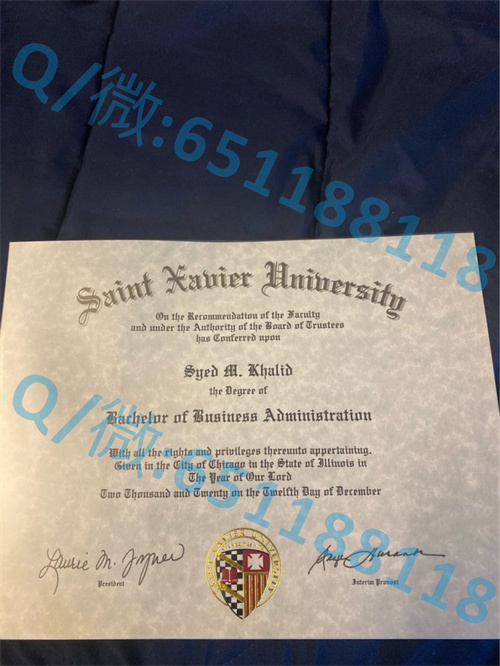 Q/微:651188118
Saint Xavier University
On the Recommendation of the Faculty
and under the Authority of the Board of Trustees
has Conferred upon
Syed M. Khalid
the Degree of
Bachelor of Business Administration
With all the rights and privileges thereunto appertaining.
Given in the City of Chicago in the State of Illinois in
The Year of Our Lord
Two Thousand and Twenty on the Twelfth Day of December
Q/微:651188118
Laurie M. Joyner
President
Interim Provost